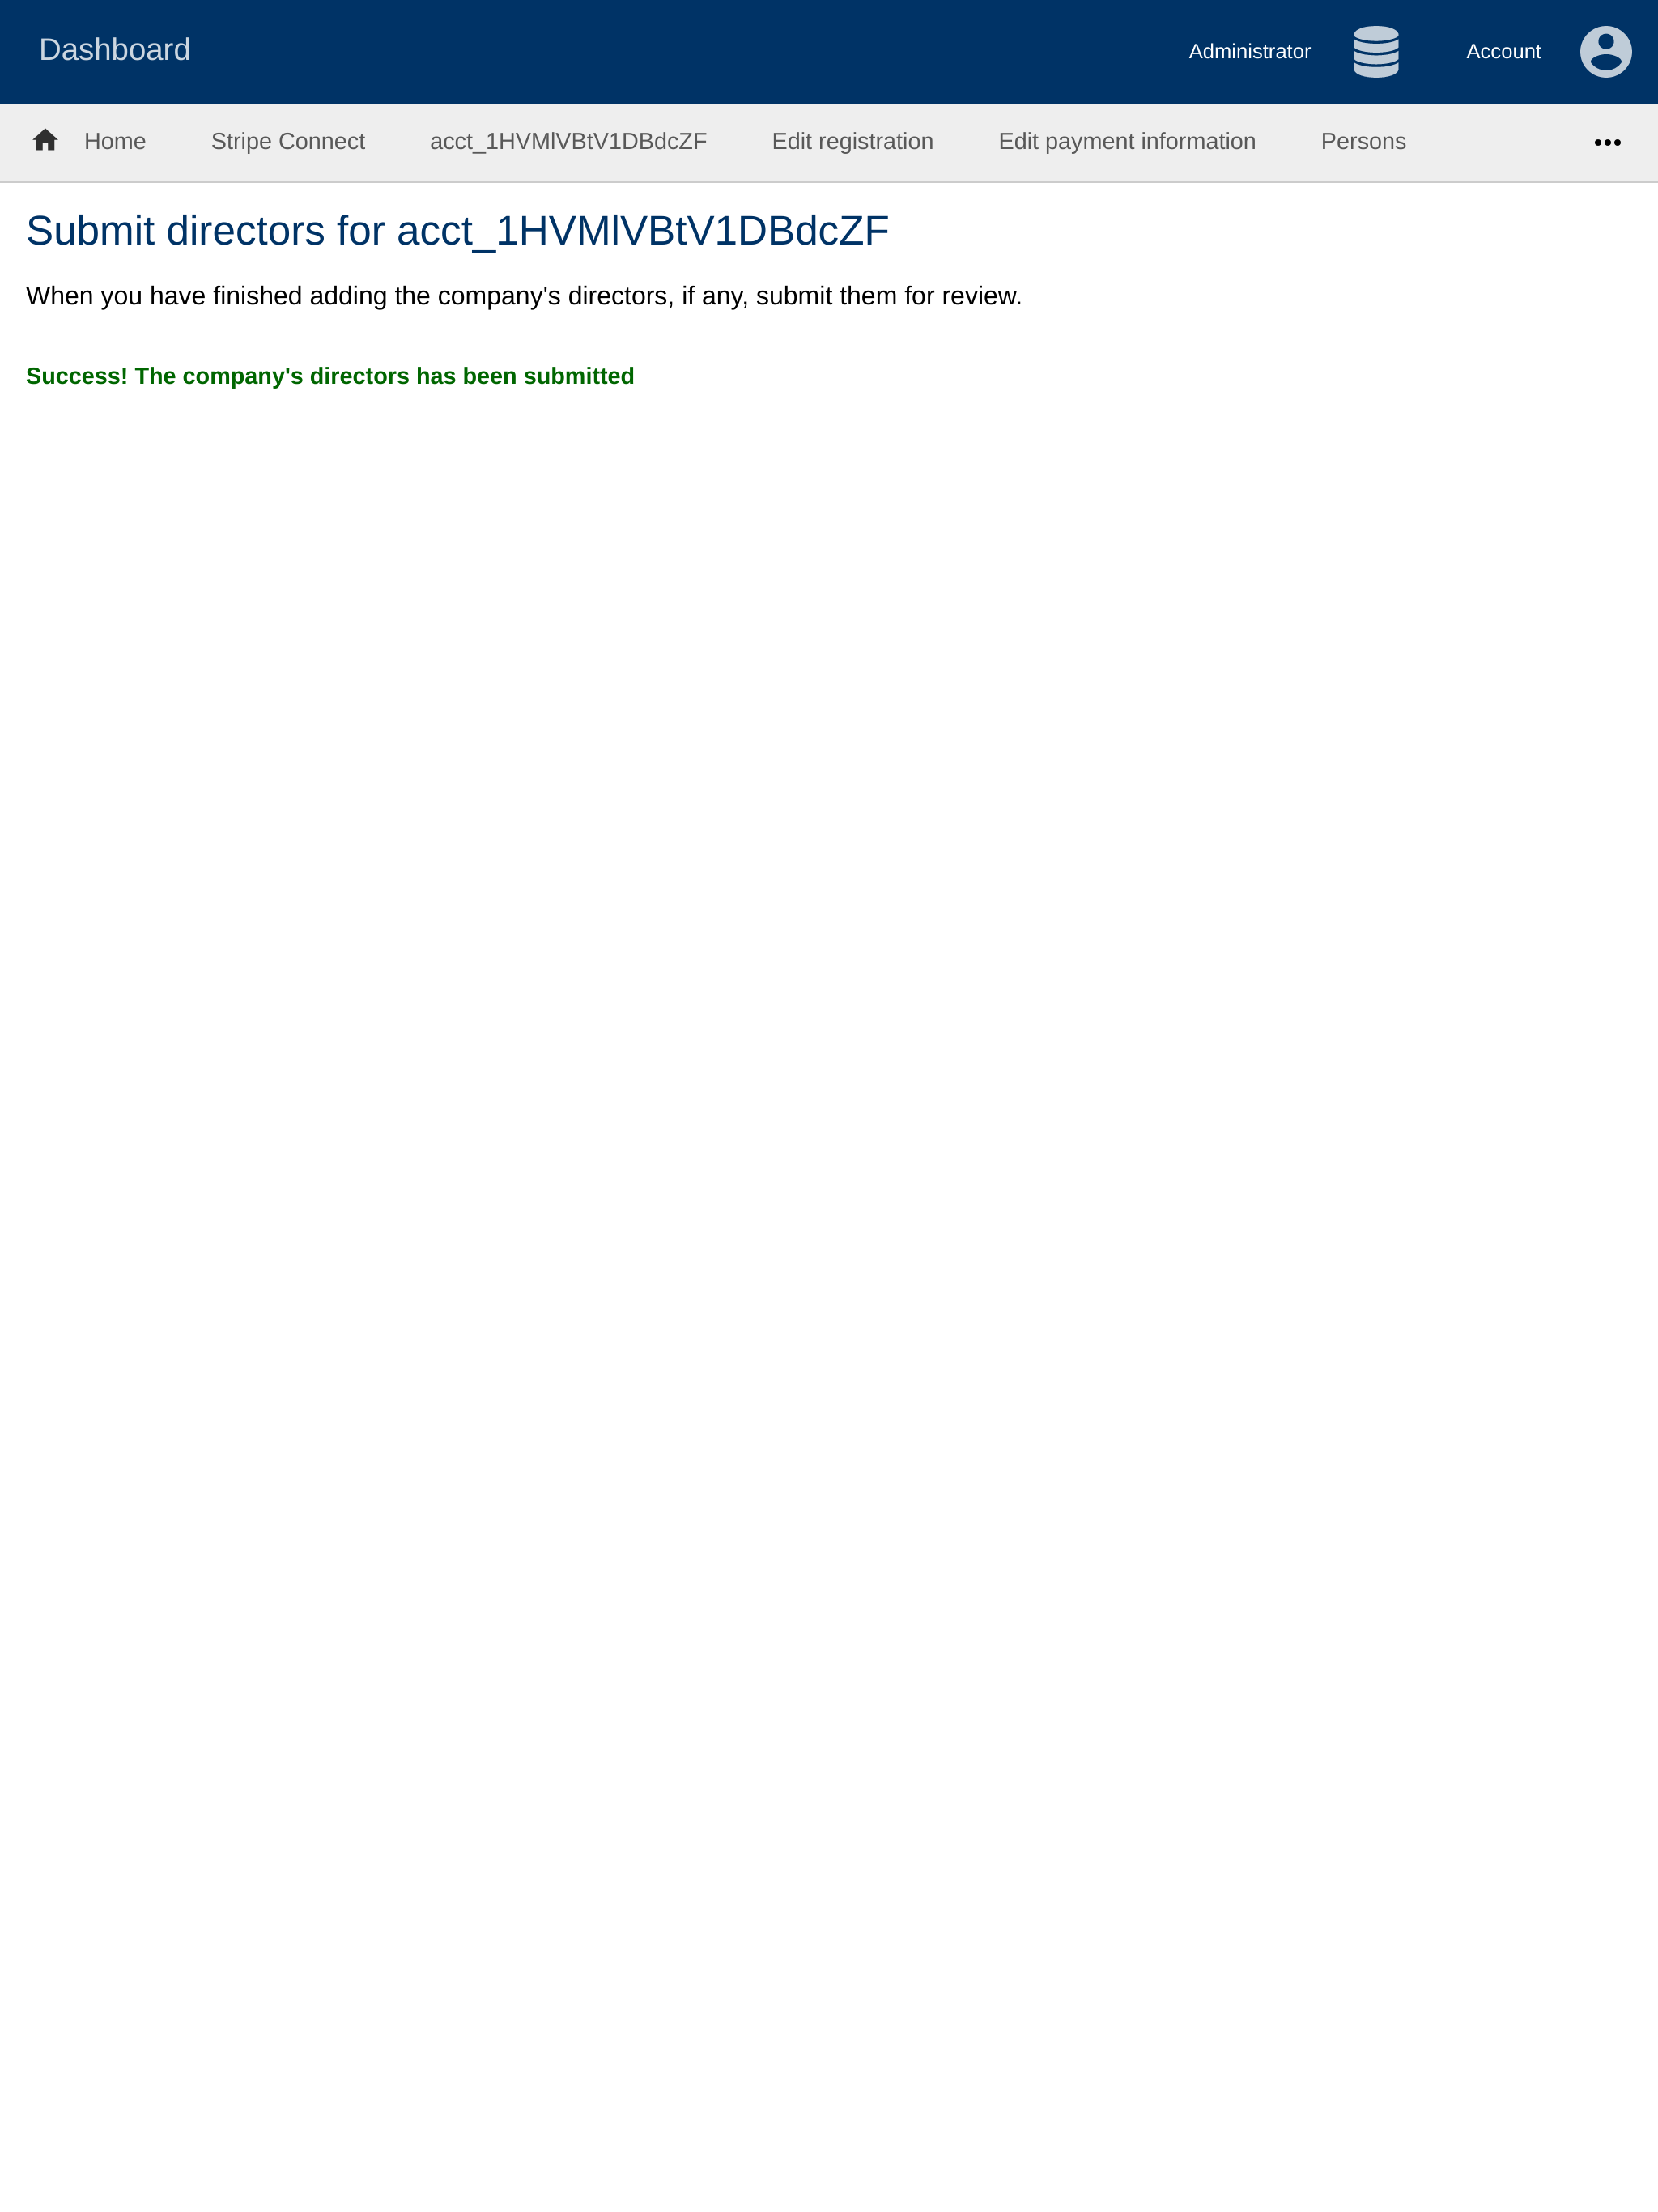 Dashboard
Administrator
Account
Home
Stripe Connect
acct_1HVMlVBtV1DBdcZF
Edit registration
Edit payment information
Persons
Submit directors for acct_1HVMlVBtV1DBdcZF
When you have finished adding the company's directors, if any, submit them for review.
Success! The company's directors has been submitted